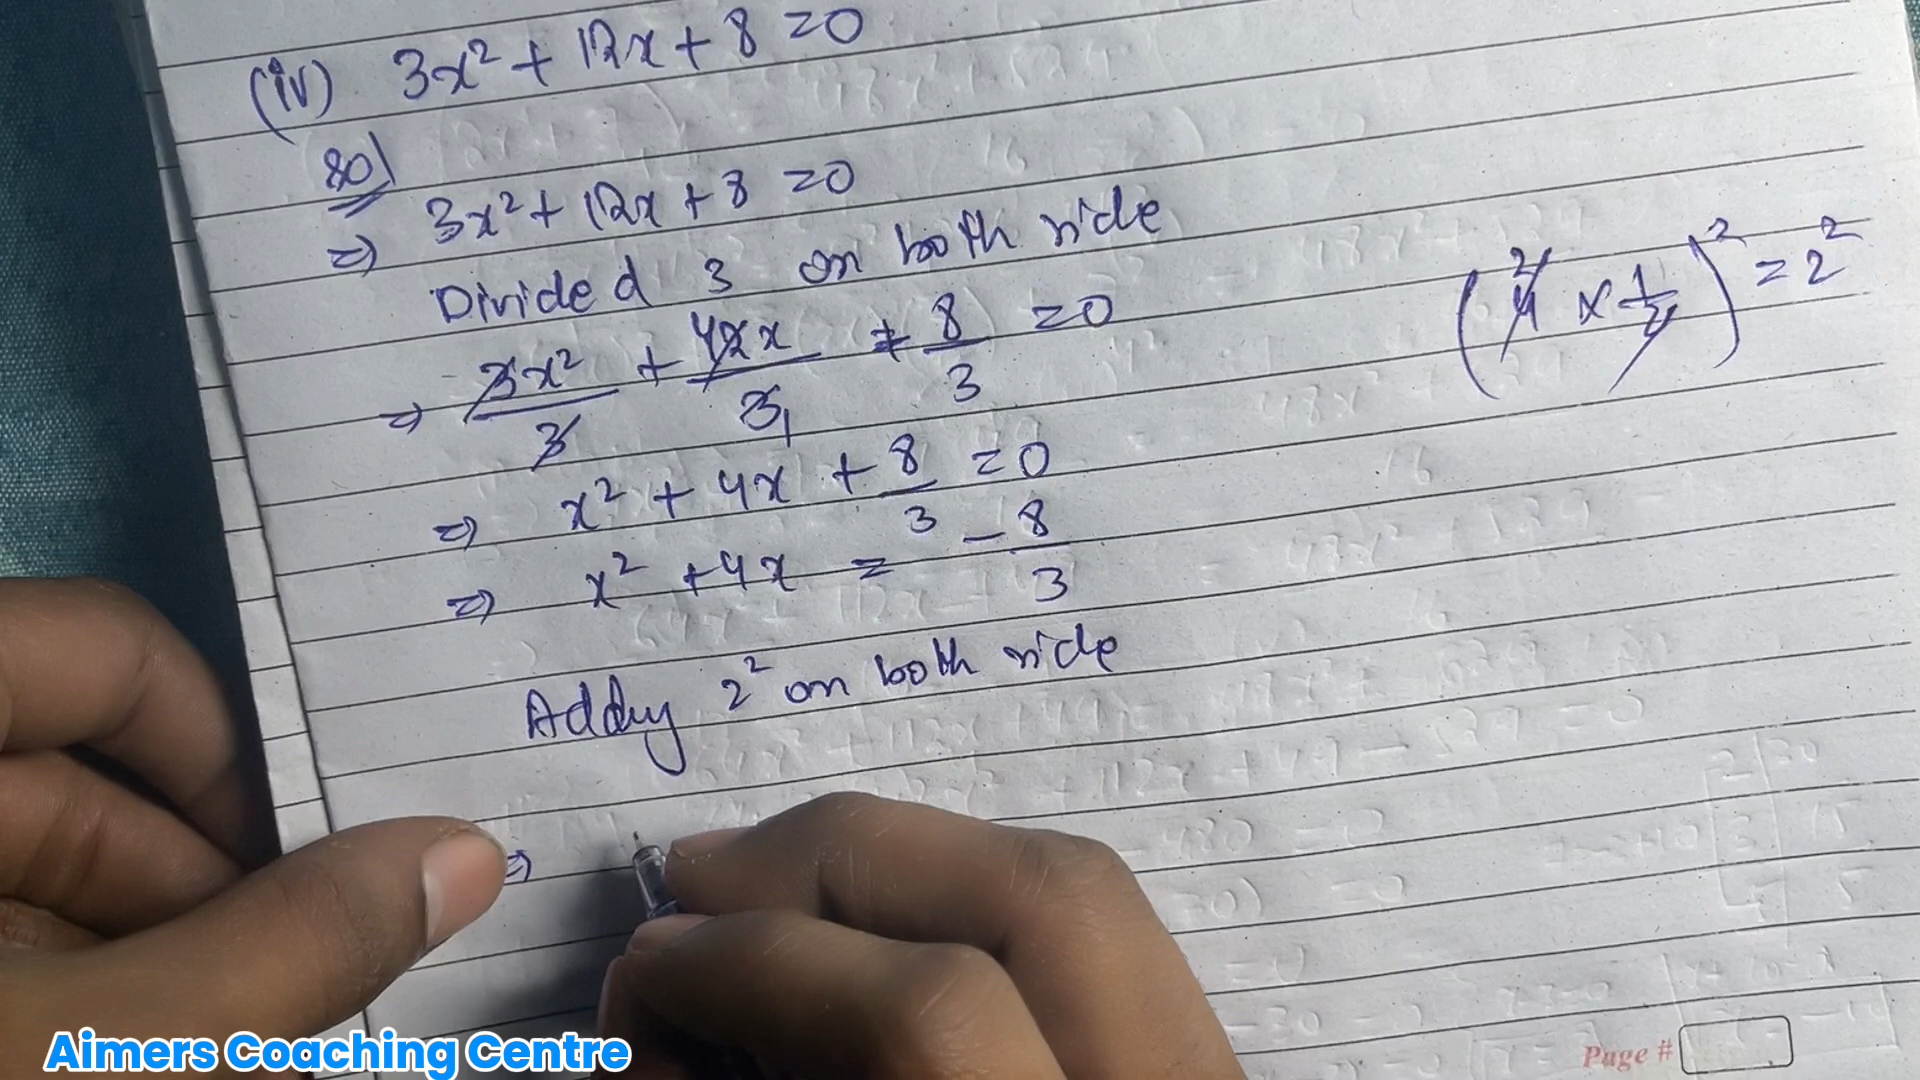 (iv) 3x² + 12x + 8 = 0
Sol
⇒ 3x² + 12x + 8 = 0
Divided 3 on both side
⇒ 3x²/3 + 12x/3 + 8/3 = 0
⇒ x² + 4x + 8/3 = 0
⇒ x² + 4x = -8/3
Adding 2² on both side
⇒
(4 × 1/2)² = 2²
Page #
Aimers Coaching Centre